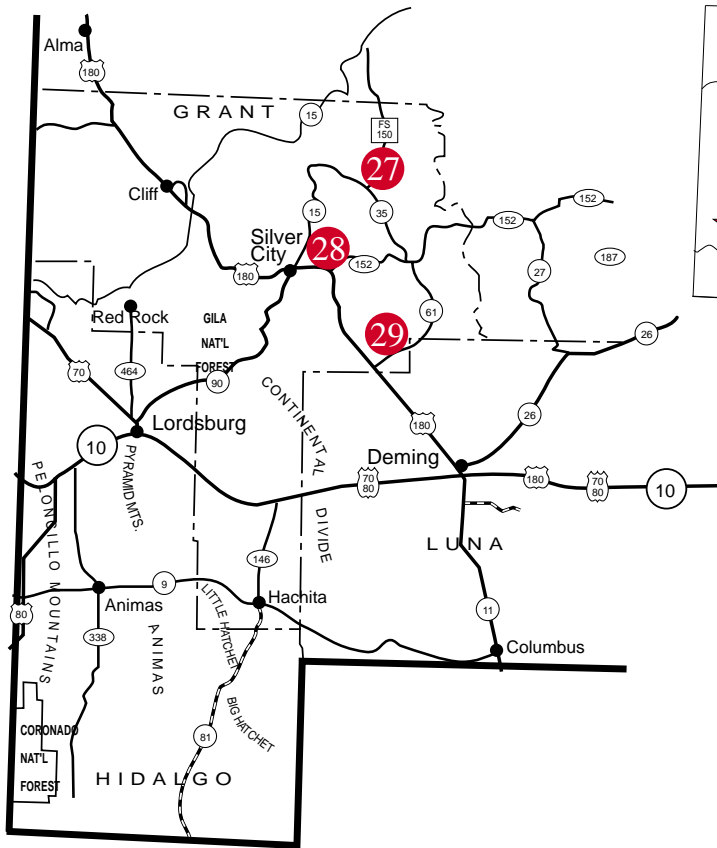 Alma
180
GRANT
15
FS
150
27
Cliff
15
35
152
152
Silver
City
28
152
27
187
180
61
Red Rock
GILA
NAT'L
FOREST
29
26
70
464
90
CONTINENTAL
DIVIDE
26
180
Lordsburg
10
Deming
PYRAMID MTS.
PELONCILLO MOUNTAINS
70
80
180
70
80
10
LUNA
146
9
Animas
Hachita
80
11
338
ANIMAS
LITTLE HATCHET
Columbus
BIG HATCHET
81
CORONADO
NAT'L
FOREST
HIDALGO